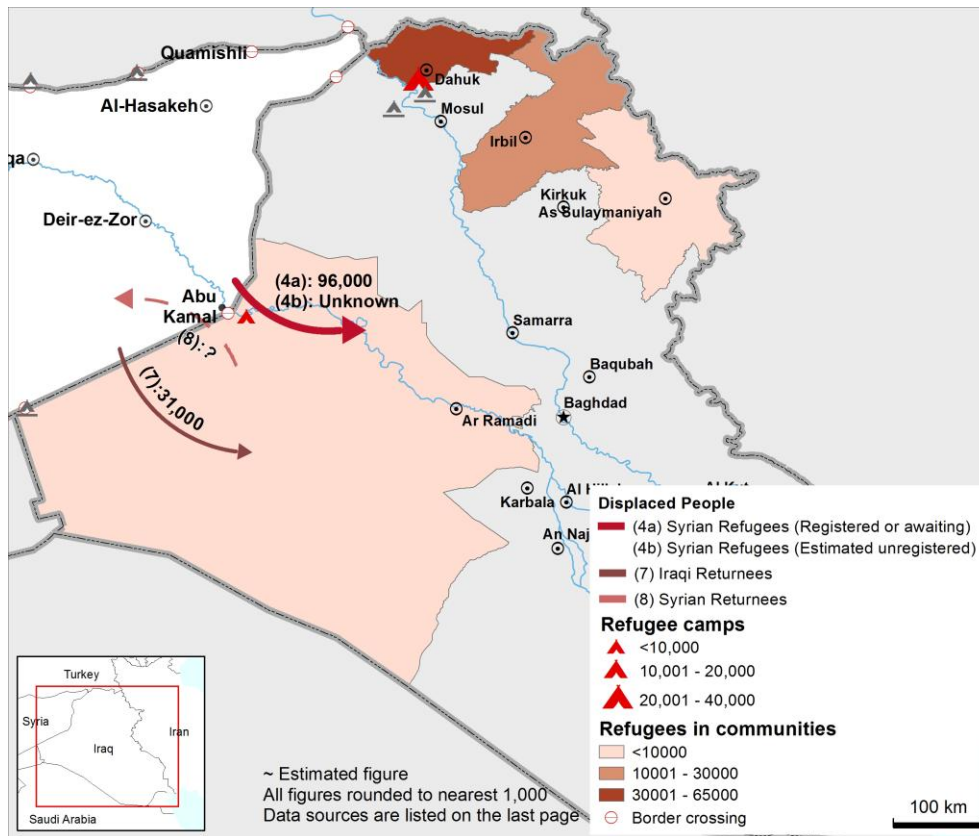 Quamishli
Al-Hasakeh
Dahuk
Mosul
Irbil
qa
Deir-ez-Zor
Kirkuk
As Sulaymaniyah
(4a): 96,000
(4b): Unknown
Abu
Kamal
(8): ?
Samarra
(7):31,000
Baqubah
Baghdad
Ar Ramadi
Karbala
Al Hill
An Naj
Displaced People
(4a) Syrian Refugees (Registered or awaiting)
(4b) Syrian Refugees (Estimated unregistered)
(7) Iraqi Returnees
(8) Syrian Returnees
Refugee camps
<10,000
10,001 - 20,000
20,001 - 40,000
Refugees in communities
<10000
10001 - 30000
30001 - 65000
Border crossing
100 km
Turkey
Syria
Iraq
Iran
Saudi Arabia
~ Estimated figure
All figures rounded to nearest 1,000
Data sources are listed on the last page